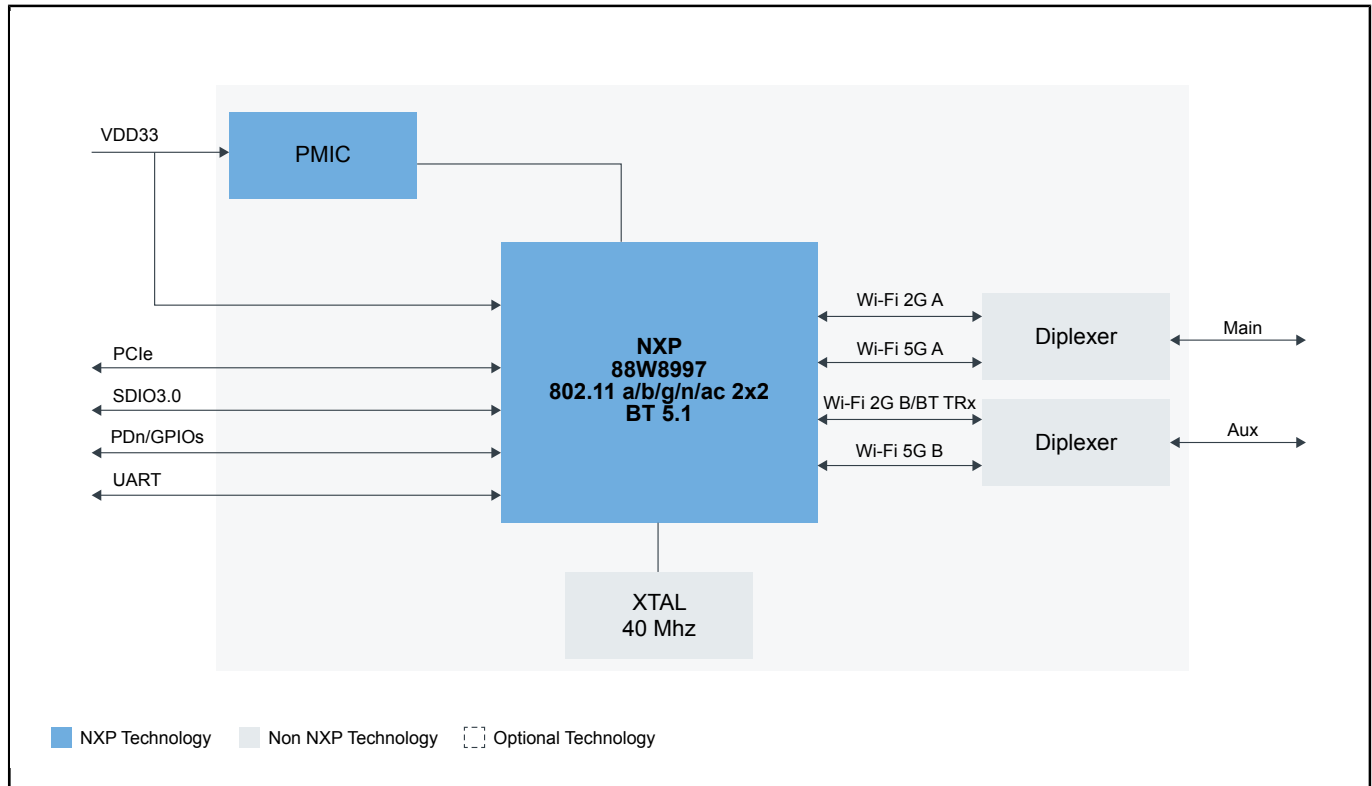 VDD33
PMIC
PCIe
SDIO3.0
PDn/GPIOs
UART
NXP
88W8997
802.11 a/b/g/n/ac 2x2
BT 5.1
Wi-Fi 2G A
Wi-Fi 5G A
Wi-Fi 2G B/BT TRx
Wi-Fi 5G B
Diplexer
Main
Diplexer
Aux
XTAL
40 Mhz
NXP Technology
Non NXP Technology
Optional Technology